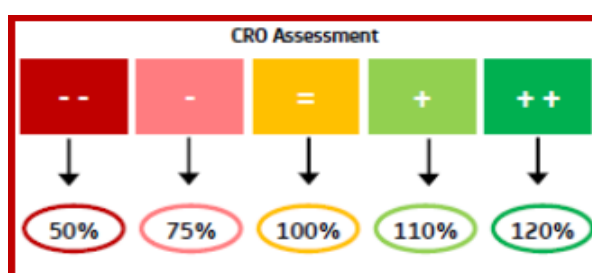 CRO Assessment
- - - = + + +
50% 75% 100% 110% 120%